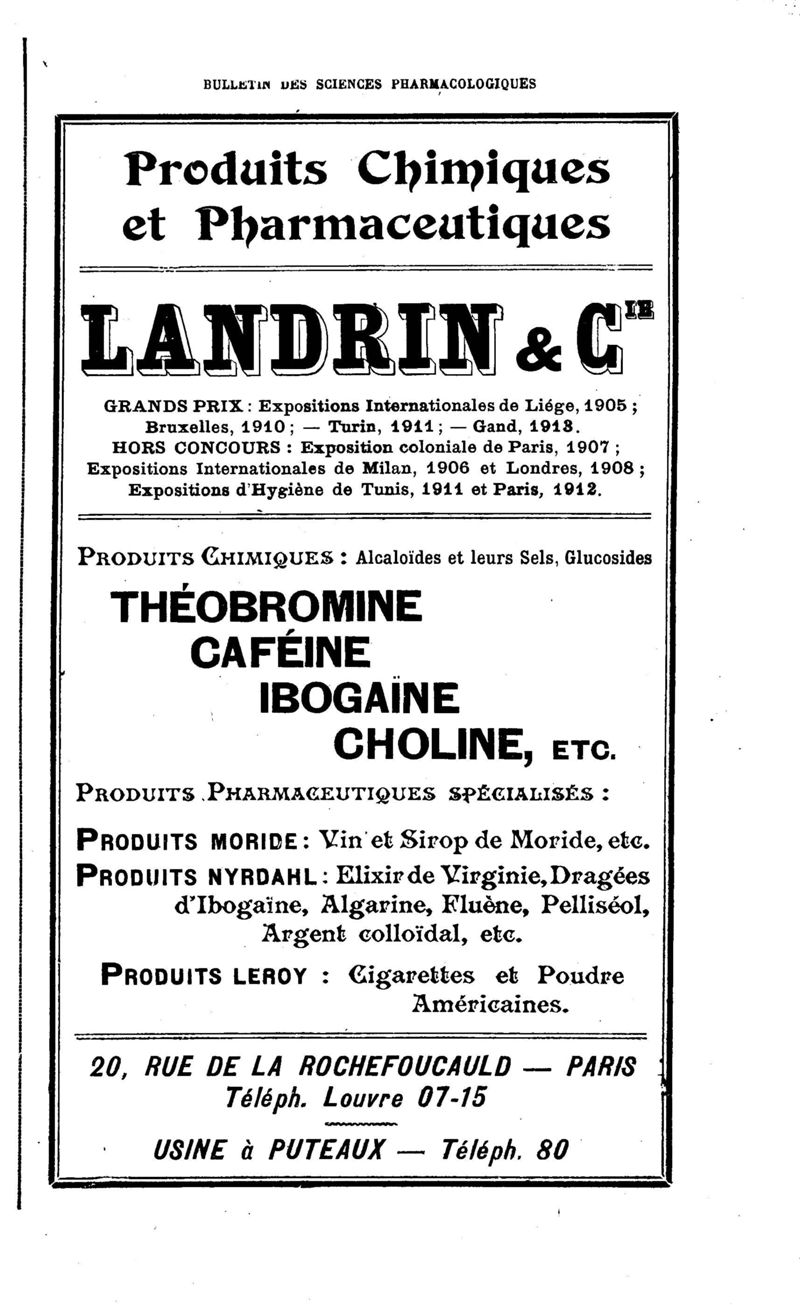 BULLETIN DES SCIENCES PHARMACOLOGIQUES
Produits Chimiques
et Pharmaceutiques
LANDRIN & CIE
GRANDS PRIX : Expositions Internationales de Liége, 1905 ;
Bruxelles, 1910 ; — Turin, 1911 ; — Gand, 1913.
HORS CONCOURS : Exposition coloniale de Paris, 1907 ;
Expositions Internationales de Milan, 1906 et Londres, 1908 ;
Expositions d'Hygiène de Tunis, 1911 et Paris, 1912.
PRODUITS CHIMIQUES : Alcaloïdes et leurs Sels, Glucosides
THÉOBROMINE
CAFÉINE
IBOGAÏNE
CHOLINE, ETC.
PRODUITS PHARMACEUTIQUES SPÉCIALISÉS :
PRODUITS MORIDE : Vin et Sirop de Moride, etc.
PRODUITS NYRDAHL : Elixir de Virginie, Dragées
d'Ibogaïne, Algarine, Fluène, Pelliséol,
Argent colloïdal, etc.
PRODUITS LEROY : Cigarettes et Poudre
Américaines.
20, RUE DE LA ROCHEFOUCAULD — PARIS
Téléph. Louvre 07-15
USINE à PUTEAUX — Téléph. 80